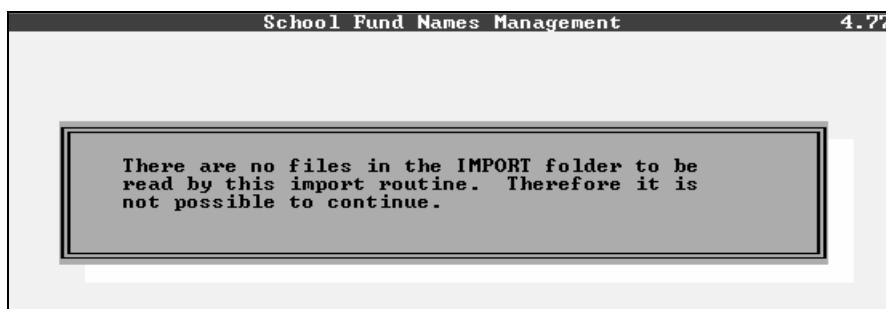 School Fund Names Management 4.77
There are no files in the IMPORT folder to be
read by this import routine. Therefore it is
not possible to continue.